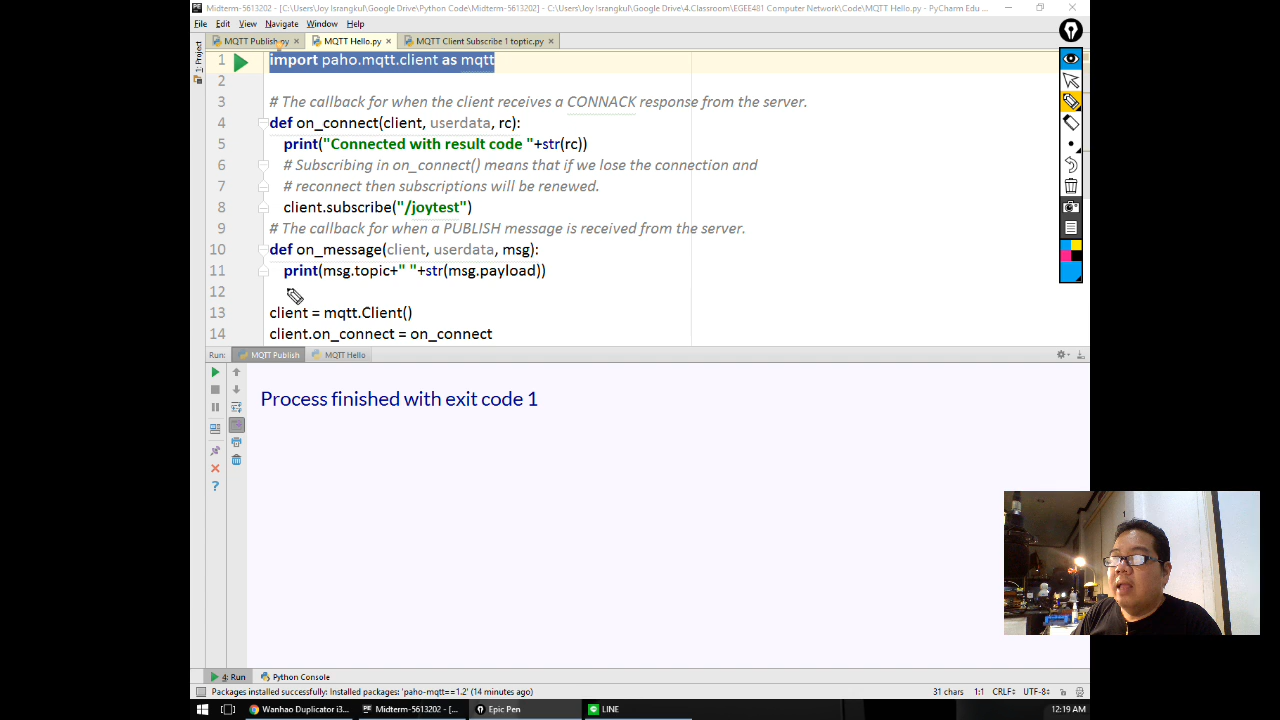 Midterm-5613202 - [C:\Users\Joy Israngkul\Google Drive\Python Code\Midterm-5613202] - C:\Users\Joy Israngkul\Google Drive\4.Classroom\EGEE401 Computer Network\Code\MQTT Hello.py - PyCharm Edu ...
File Edit View Navigate Window Help
MQTT Publish.py MQTT Hello.py MQTT Client Subscribe 1 topic.py
1: Project
1 import paho.mqtt.client as mqtt
2
3 # The callback for when the client receives a CONNACK response from the server.
4 def on_connect(client, userdata, rc):
5 print("Connected with result code "+str(rc))
6 # Subscribing in on_connect() means that if we lose the connection and
7 # reconnect then subscriptions will be renewed.
8 client.subscribe("/joytest")
9 # The callback for when a PUBLISH message is received from the server.
10 def on_message(client, userdata, msg):
11 print(msg.topic+" "+str(msg.payload))
12
13 client = mqtt.Client()
14 client.on_connect = on_connect
Run: MQTT Publish MQTT Hello
Process finished with exit code 1
4: Run Python Console
Packages installed successfully: Installed packages: 'paho-mqtt==1.2' (14 minutes ago) 31 chars 1:1 CRLF UTF-8
Wanhao Duplicator i3... Midterm-5613202 - [... Epic Pen LINE 12:19 AM